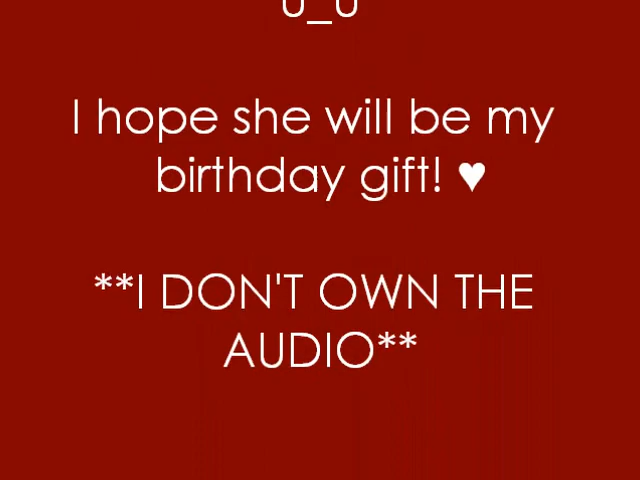 I hope she will be my
birthday gift! ♥
**I DON'T OWN THE
AUDIO**